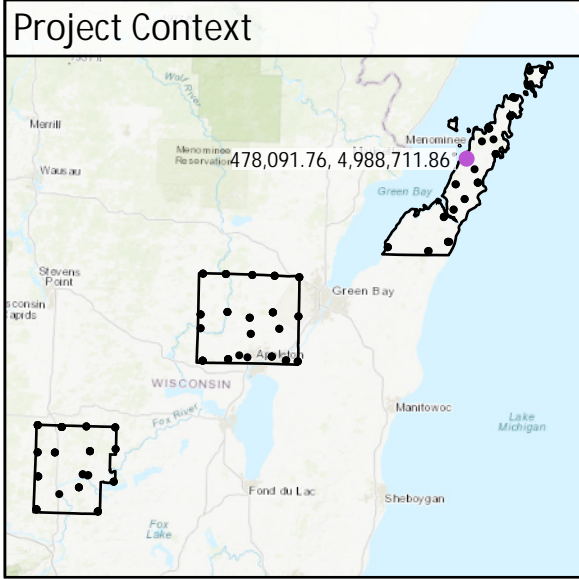 Project Context
Wolf River
Merrill
Menominee
Menominee
Reservation
478,091.76, 4,988,711.86
Wausau
Green Bay
Stevens
Point
sconsin
apids
Green Bay
Appleton
WISCONSIN
Fox River
Manitowoc
Lake
Michigan
Fond du Lac
Sheboygan
Fox
Lake